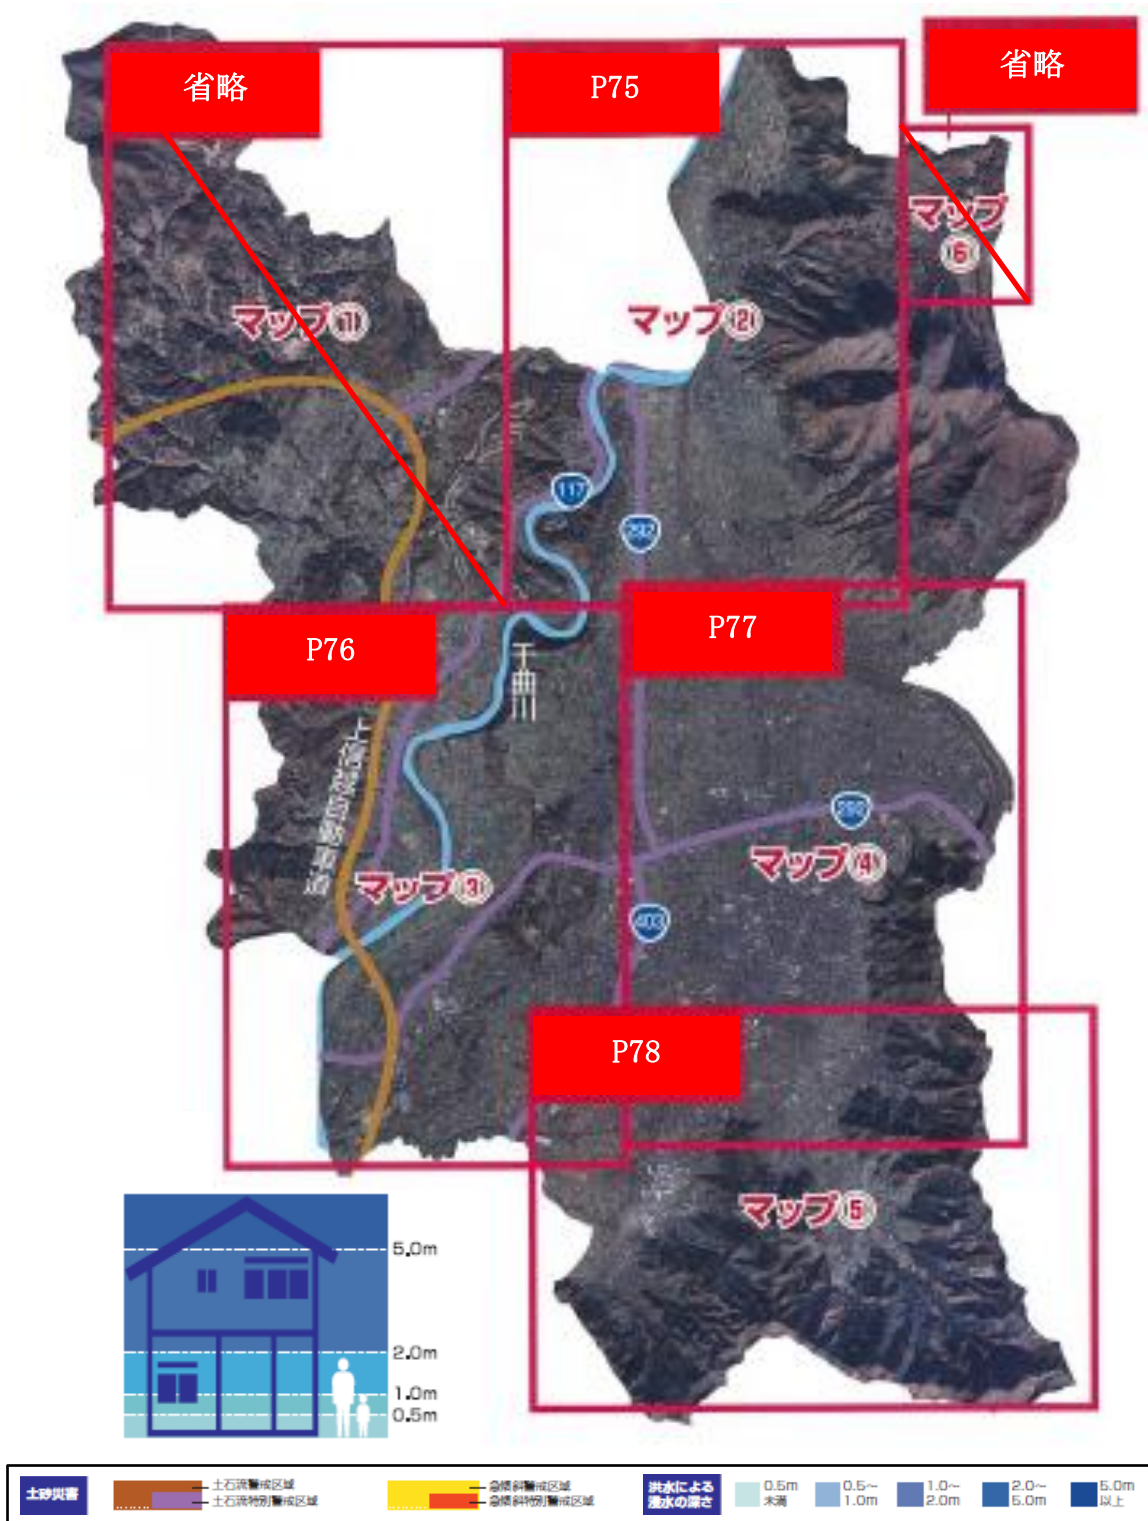 省略
P75
省略
マップ①
マップ②
マップ
⑥
117
292
P76
P77
千曲川
上信越自動車道
292
マップ③
マップ④
403
P78
マップ⑤
5.0m
2.0m
1.0m
0.5m
土砂災害
土石流警戒区域
土石流特別警戒区域
急傾斜警戒区域
急傾斜特別警戒区域
洪水による
浸水の深さ
0.5m
未満
0.5~
1.0m
1.0~
2.0m
2.0~
5.0m
5.0m
以上